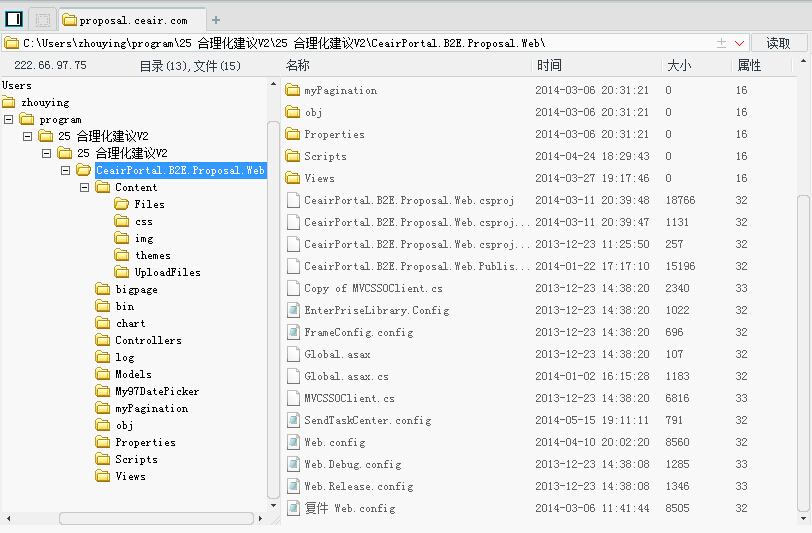 proposal.ceair.com
C:\Users\zhouying\program\25 合理化建议V2\25 合理化建议V2\CeairPortal.B2E.Proposal.Web\
读取
222.66.97.75 目录(13),文件(15)
名称 时间 大小 属性
Users
zhouying
program
25 合理化建议V2
25 合理化建议V2
CeairPortal.B2E.Proposal.Web
Content
Files
css
img
themes
UploadFiles
bigpage
bin
chart
Controllers
log
Models
My97DatePicker
myPagination
obj
Properties
Scripts
Views
myPagination 2014-03-06 20:31:21 0 16
obj 2014-03-06 20:31:21 0 16
Properties 2014-03-06 20:31:21 0 16
Scripts 2014-04-24 18:29:43 0 16
Views 2014-03-27 19:17:46 0 16
CeairPortal.B2E.Proposal.Web.csproj 2014-03-11 20:39:48 18766 32
CeairPortal.B2E.Proposal.Web.csproj... 2014-03-11 20:39:47 1131 32
CeairPortal.B2E.Proposal.Web.csproj... 2013-12-23 11:25:50 257 32
CeairPortal.B2E.Proposal.Web.Publis... 2014-01-22 17:17:10 15196 32
Copy of MVCSSOClient.cs 2013-12-23 14:38:20 2340 33
EnterPriseLibrary.Config 2013-12-23 14:38:20 1022 32
FrameConfig.config 2013-12-23 14:38:20 696 32
Global.asax 2013-12-23 14:38:20 107 32
Global.asax.cs 2014-01-02 16:15:28 1183 32
MVCSSOClient.cs 2013-12-23 14:38:20 6816 33
SendTaskCenter.config 2014-05-15 19:11:11 791 32
Web.config 2014-04-10 20:02:20 8560 32
Web.Debug.config 2013-12-23 14:38:08 1285 33
Web.Release.config 2013-12-23 14:38:08 1346 33
复件 Web.config 2014-03-06 11:41:44 8505 32